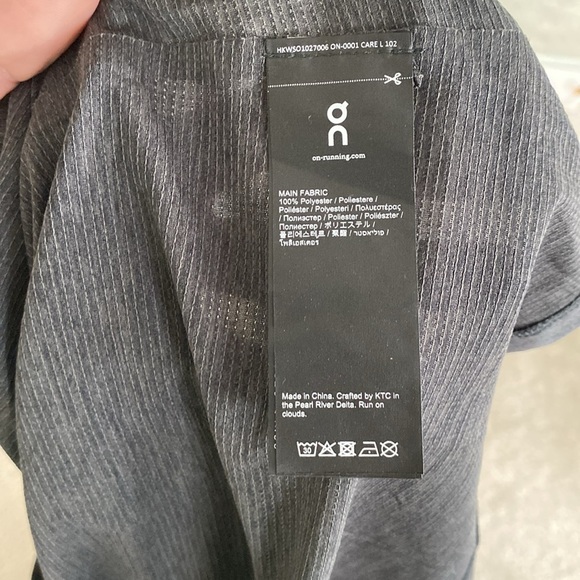 HKWSO1027006 ON-0001 CARE L 102
on
on-running.com
MAIN FABRIC
100% Polyester / Poliestere /
Poliéster / Polyesteri / Πολυεστέρας
/ Полиэстер / Poliester / Poliészter /
Полиестер / ポリエステル /
폴리에스테르 / 聚酯 / פוליאסטר /
โพลีเอสเตอร์
Made in China. Crafted by KTC in
the Pearl River Delta. Run on
clouds.
30